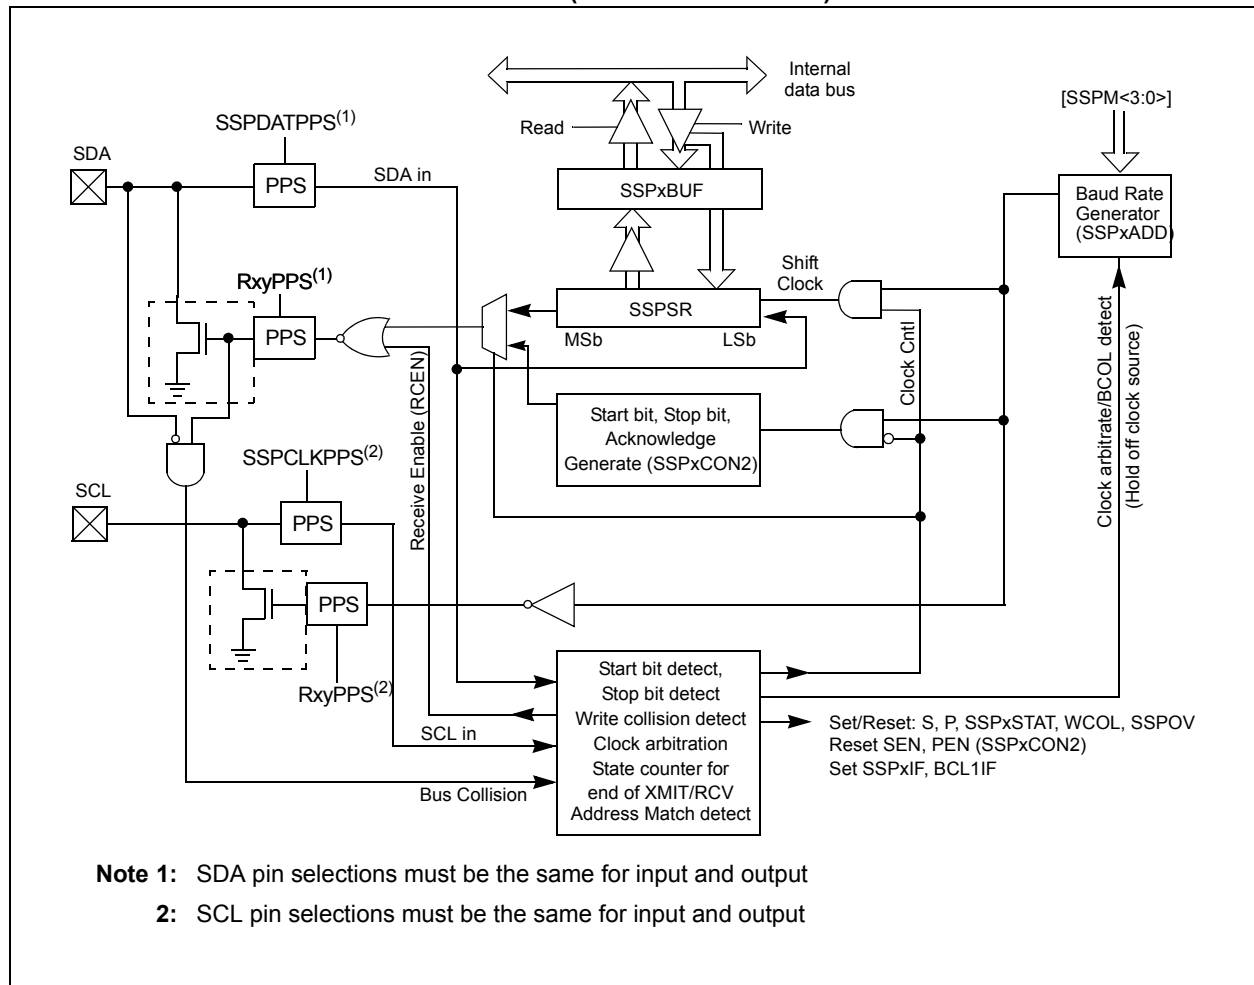 Internal
data bus
[SSPM<3:0>]
SSPDATPPS(1)
Read
Write
SDA
PPS
SDA in
SSPxBUF
Baud Rate
Generator
(SSPxADD)
RxyPPS(1)
Shift
Clock
PPS
SSPSR
MSb
LSb
Clock Cntl
Receive Enable (RCEN)
Clock arbitrate/BCOL detect
(Hold off clock source)
Start bit, Stop bit,
Acknowledge
Generate (SSPxCON2)
SSPCLKPPS(2)
SCL
PPS
PPS
RxyPPS(2)
SCL in
Bus Collision
Start bit detect,
Stop bit detect
Write collision detect
Clock arbitration
State counter for
end of XMIT/RCV
Address Match detect
Set/Reset: S, P, SSPxSTAT, WCOL, SSPOV
Reset SEN, PEN (SSPxCON2)
Set SSPxIF, BCL1IF
Note 1: SDA pin selections must be the same for input and output
2: SCL pin selections must be the same for input and output